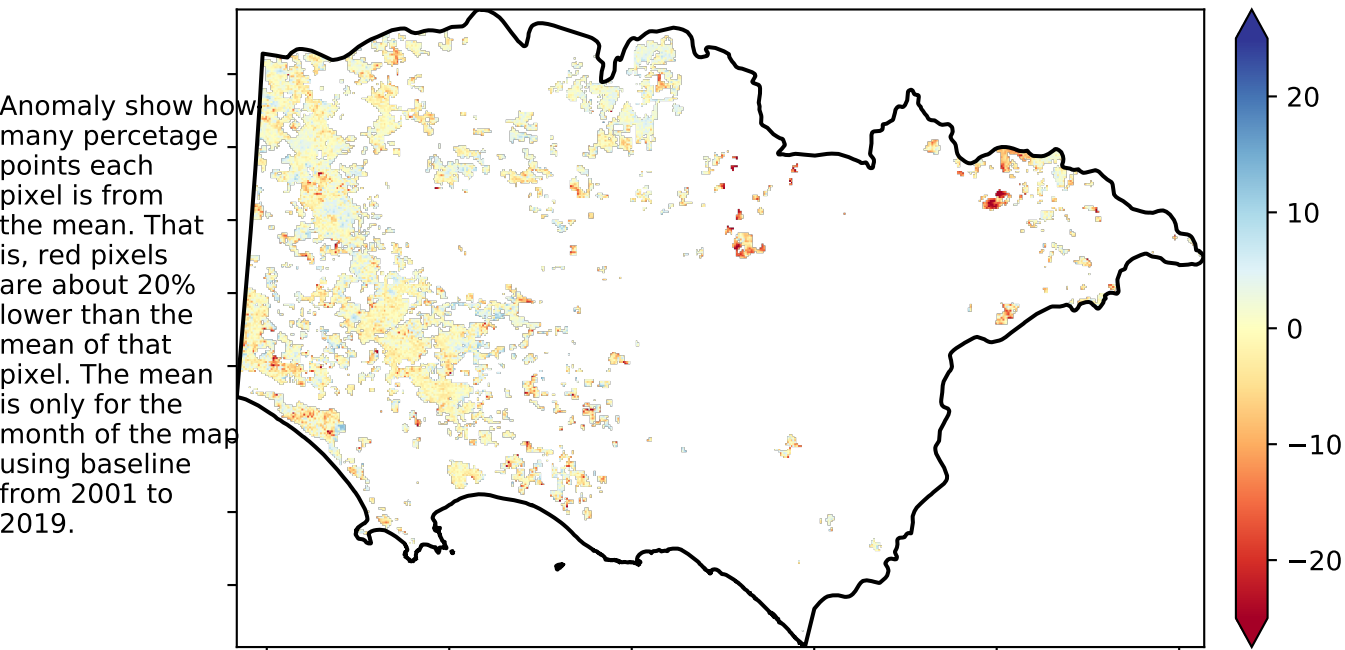 Anomaly show how
many percetage
points each
pixel is from
the mean. That
is, red pixels
are about 20%
lower than the
mean of that
pixel. The mean
is only for the
month of the map
using baseline
from 2001 to
2019.
20
10
0
−10
−20